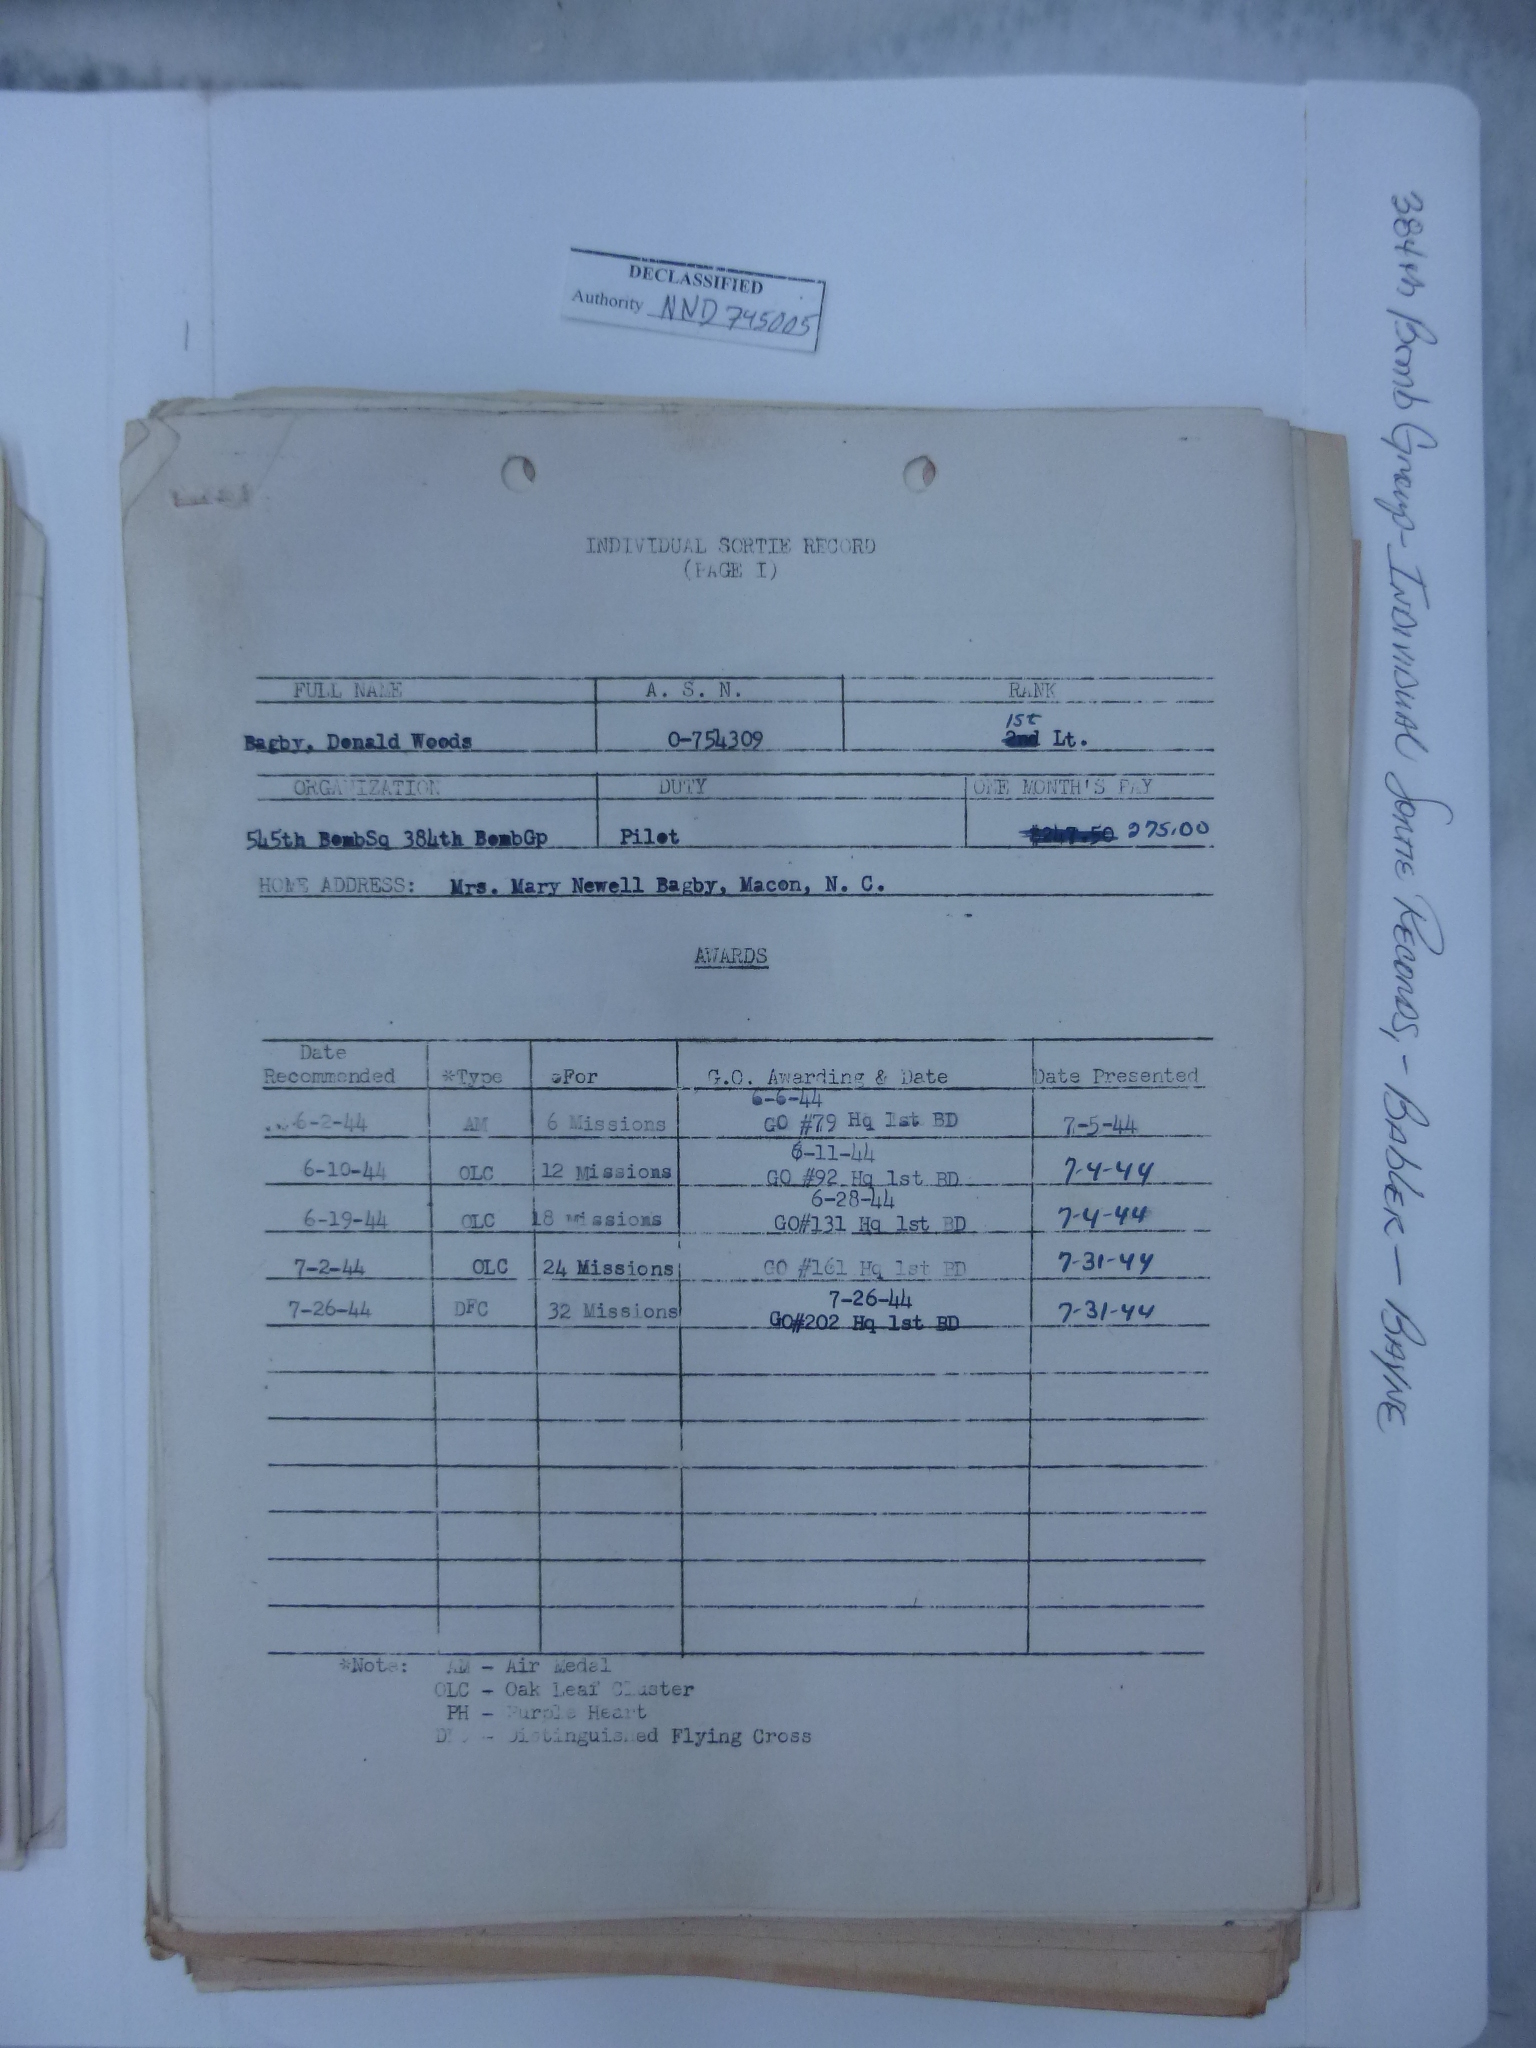 DECLASSIFIED
Authority NND 745005
INDIVIDUAL SORTIE RECORD
(PAGE I)
FULL NAME A. S. N. RANK
1st
Bagby, Donald Woods 0-754309 2nd Lt.
ORGANIZATION DUTY ONE MONTH'S PAY
545th BombSq 384th BombGp Pilot $247.50 275.00
HOME ADDRESS: Mrs. Mary Newell Bagby, Macon, N. C.
AWARDS
Date
Recommended *Type For G.O. Awarding & Date Date Presented
6-6-44
6-2-44 AM 6 Missions GO #79 Hq 1st BD 7-5-44
6-11-44
6-10-44 OLC 12 Missions GO #92 Hq 1st BD 7-4-44
6-28-44
6-19-44 OLC 18 Missions GO#131 Hq 1st BD 7-4-44
7-2-44 OLC 24 Missions GO #161 Hq 1st BD 7-31-44
7-26-44
7-26-44 DFC 32 Missions GO#202 Hq 1st BD 7-31-44
*Note: AM - Air Medal
OLC - Oak Leaf Cluster
PH - Purple Heart
DFC - Distinguished Flying Cross
384th Bomb Group - Individual Sortie Records, - Babler - Bayne